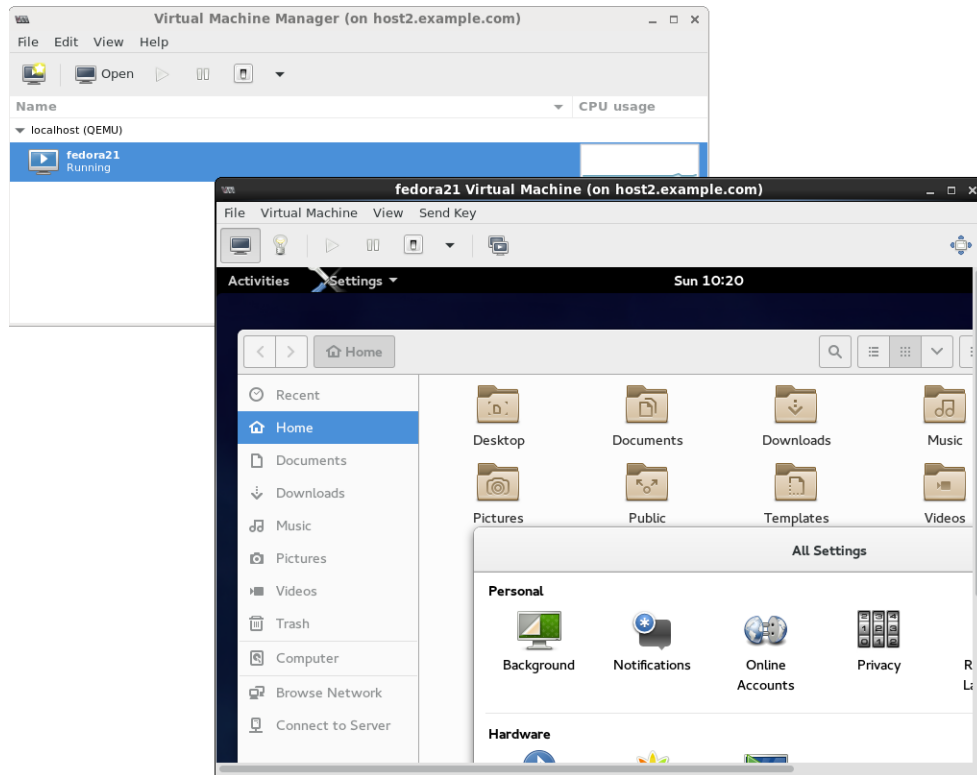 Virtual Machine Manager (on host2.example.com)
File Edit View Help
Open
Name CPU usage
localhost (QEMU)
fedora21
Running
fedora21 Virtual Machine (on host2.example.com)
File Virtual Machine View Send Key
Activities Settings Sun 10:20
Home
Recent
Home
Documents
Downloads
Music
Pictures
Videos
Trash
Computer
Browse Network
Connect to Server
Desktop Documents Downloads Music
Pictures Public Templates Videos
All Settings
Personal
Background Notifications Online Accounts Privacy
Hardware